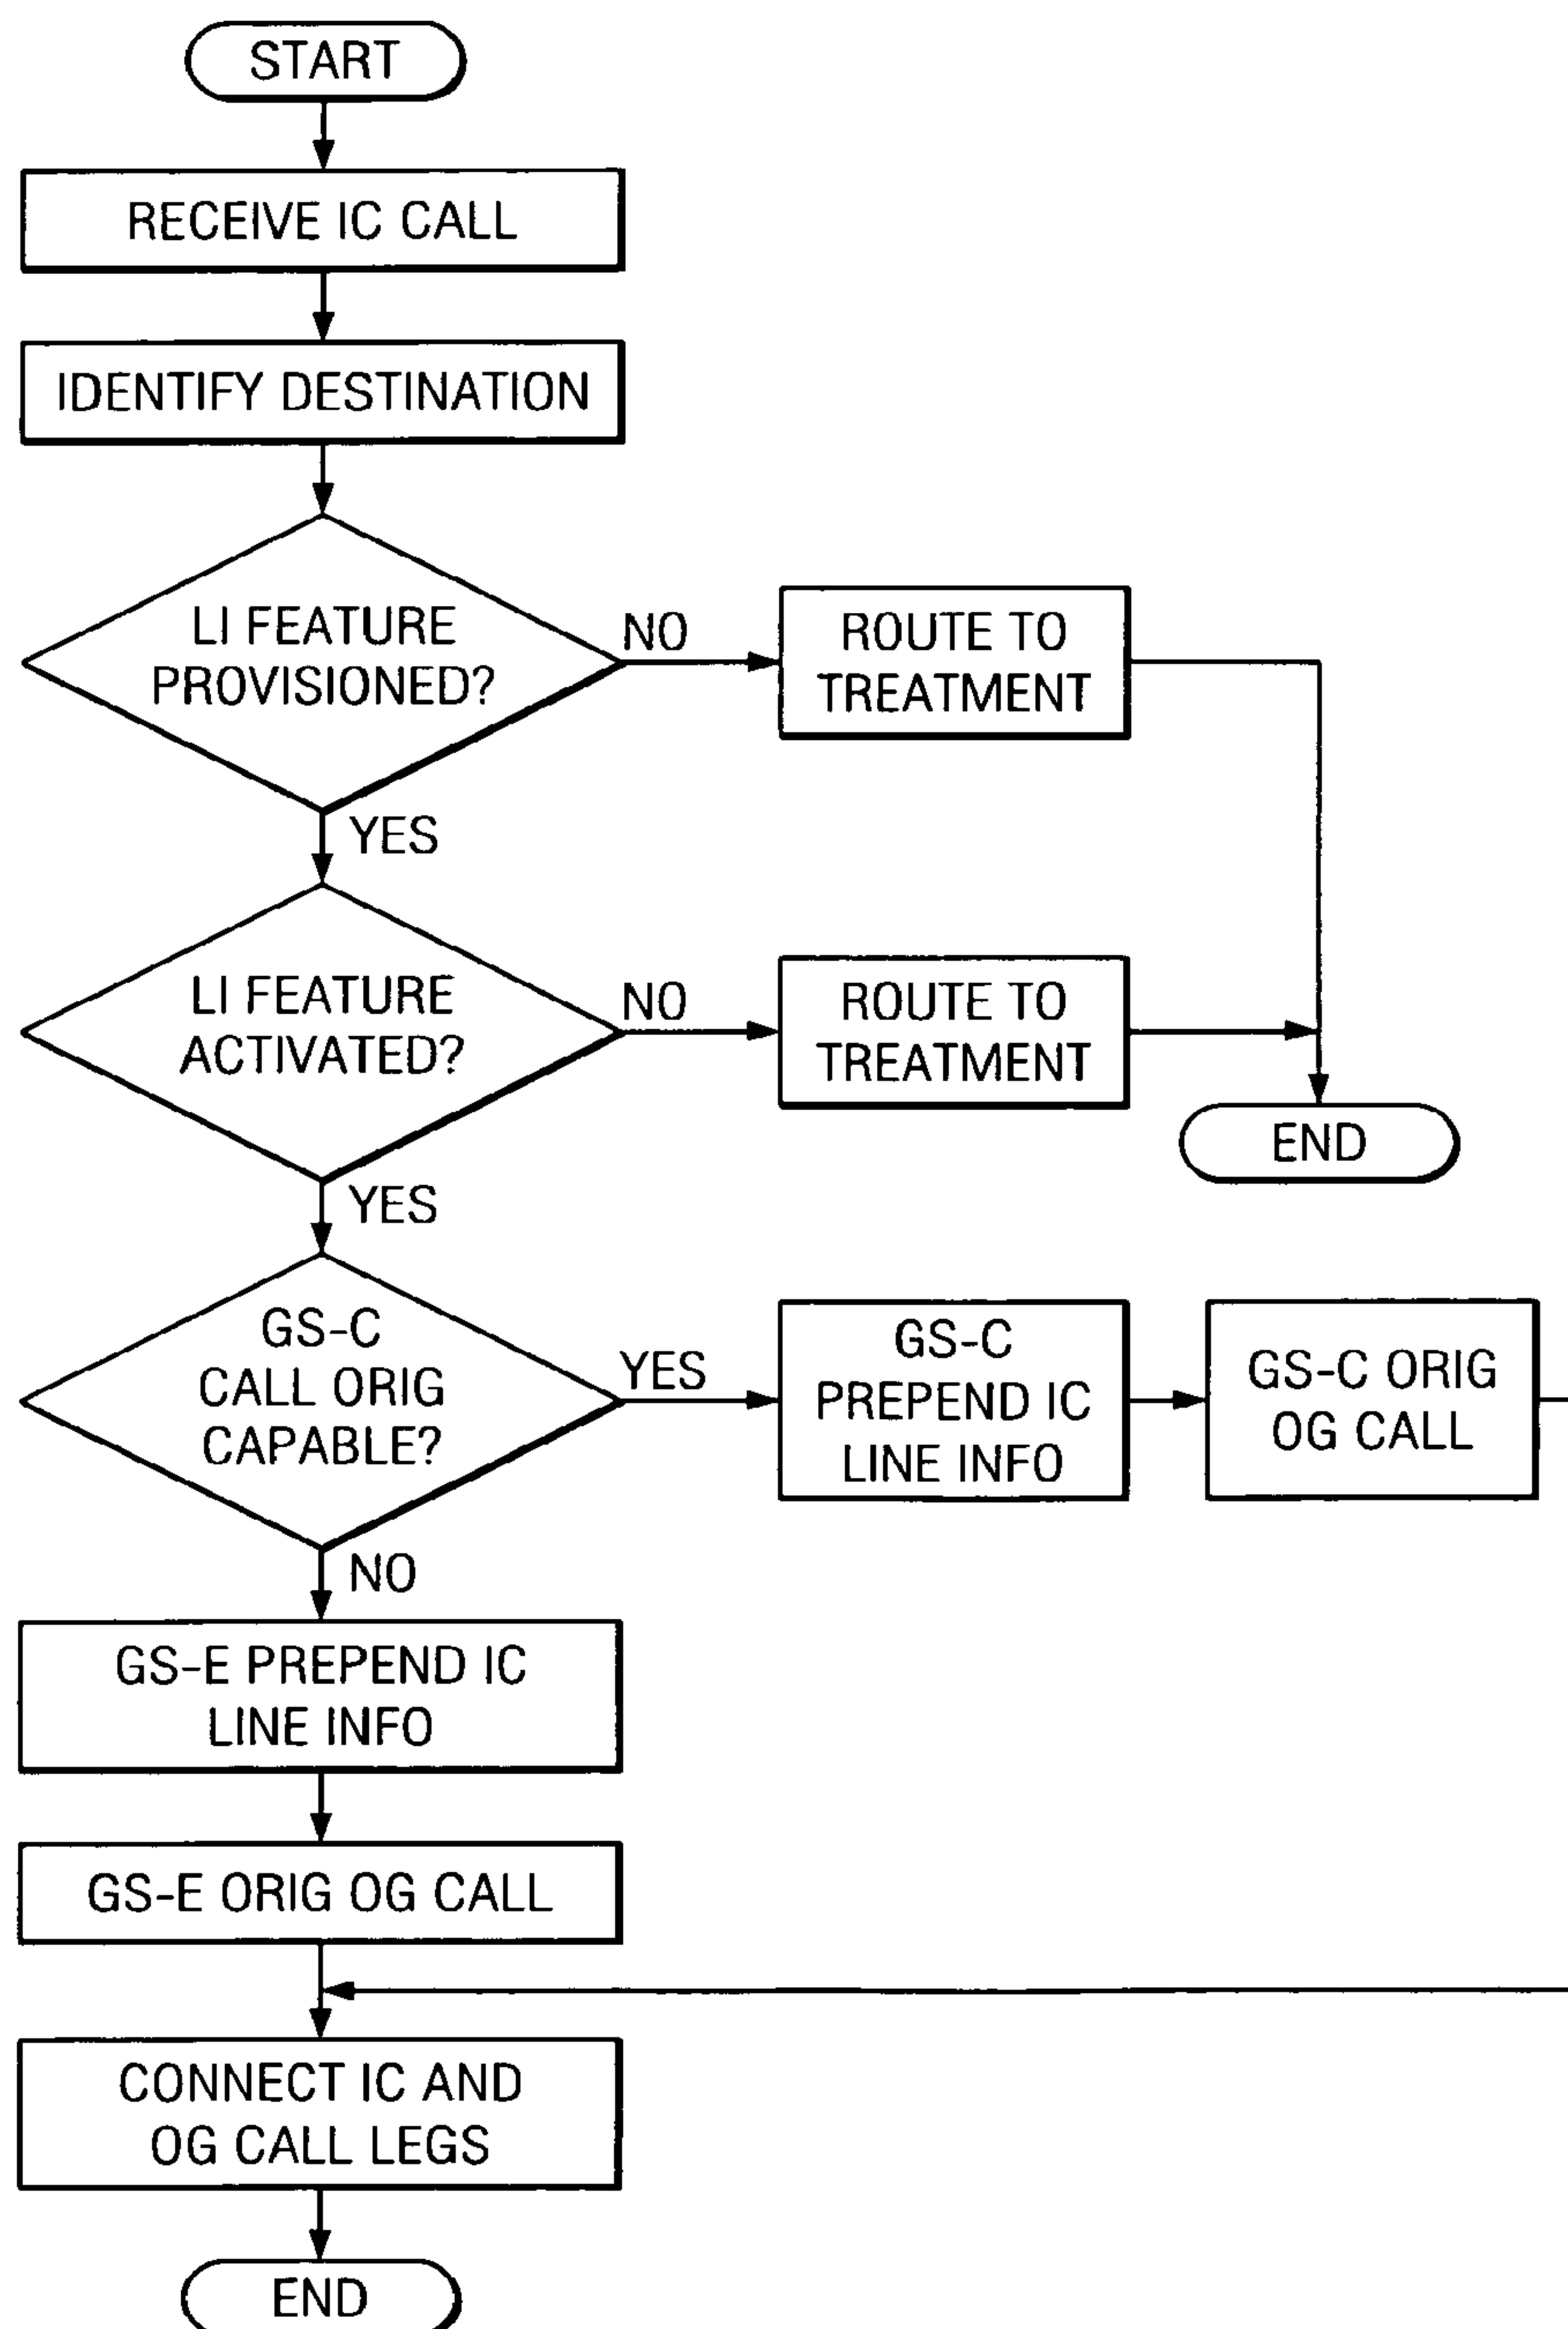 START
RECEIVE IC CALL
IDENTIFY DESTINATION
LI FEATURE
PROVISIONED?
NO
ROUTE TO
TREATMENT
YES
LI FEATURE
ACTIVATED?
NO
ROUTE TO
TREATMENT
END
YES
GS-C
CALL ORIG
CAPABLE?
YES
GS-C
PREPEND IC
LINE INFO
GS-C ORIG
OG CALL
NO
GS-E PREPEND IC
LINE INFO
GS-E ORIG OG CALL
CONNECT IC AND
OG CALL LEGS
END